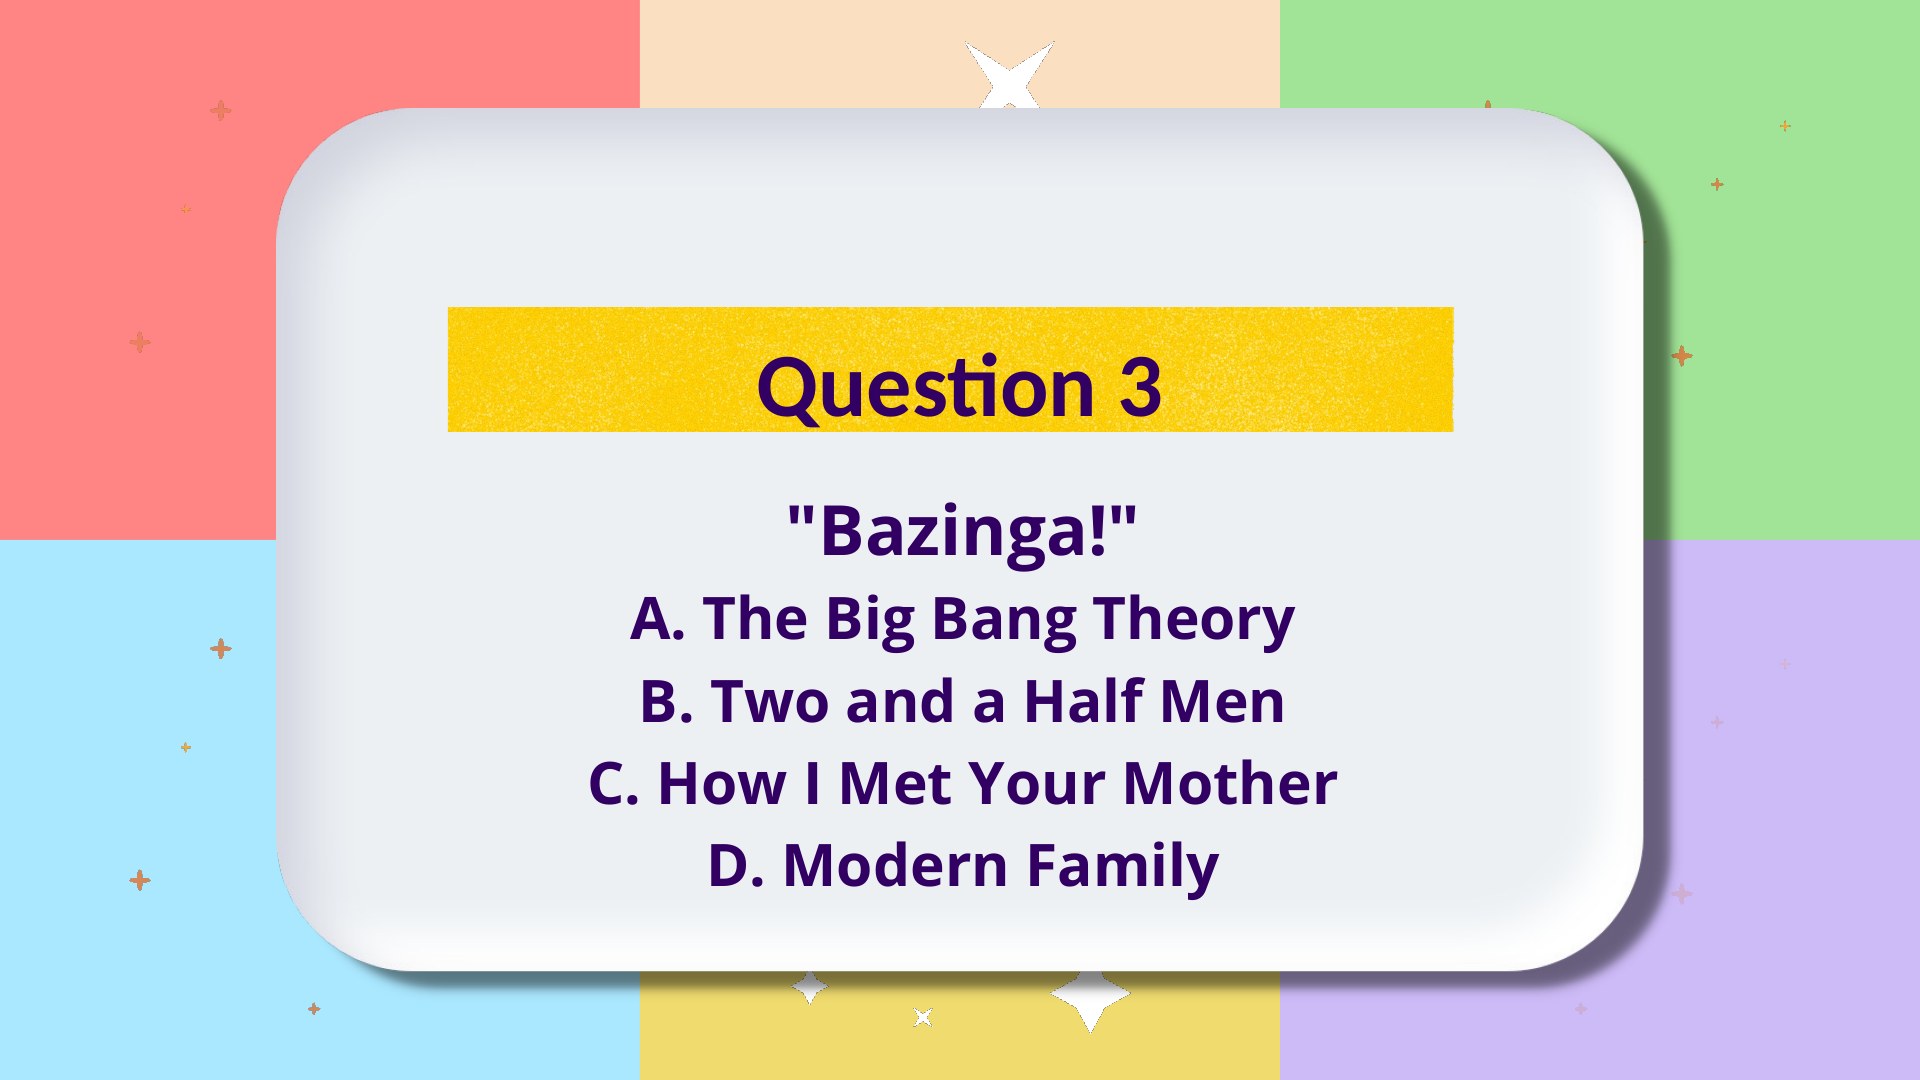 Question 3
"Bazinga!"
A. The Big Bang Theory
B. Two and a Half Men
C. How I Met Your Mother
D. Modern Family